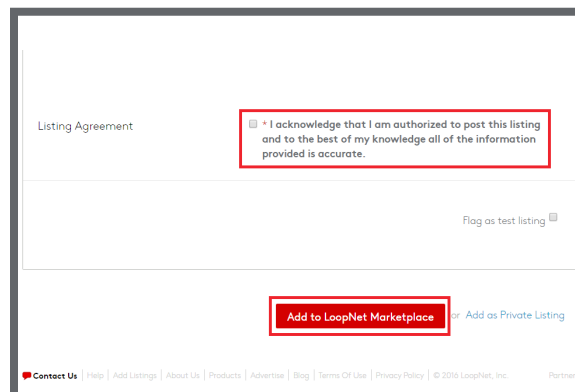 Listing Agreement
* I acknowledge that I am authorized to post this listing
and to the best of my knowledge all of the information
provided is accurate.
Flag as test listing
Add to LoopNet Marketplace or Add as Private Listing
Contact Us | Help | Add Listings | About Us | Products | Advertise | Blog | Terms Of Use | Privacy Policy | © 2016 LoopNet, Inc. Partner